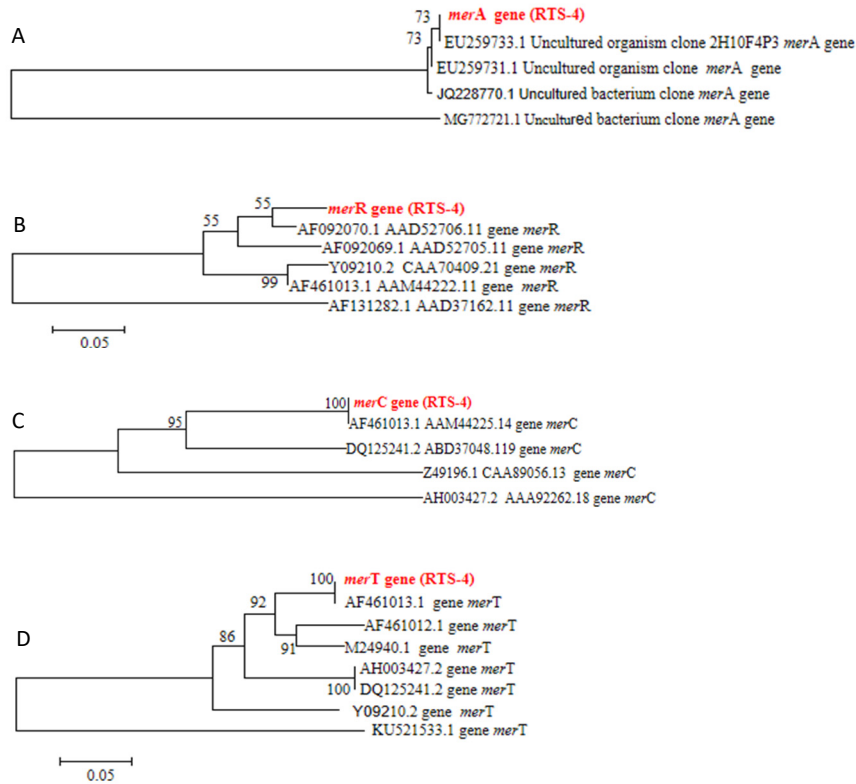 A
73
merA gene (RTS-4)
73
EU259733.1 Uncultured organism clone 2H10F4P3 merA gene
EU259731.1 Uncultured organism clone merA gene
JQ228770.1 Uncultured bacterium clone merA gene
MG772721.1 Uncultured bacterium clone merA gene
B
55
55
merR gene (RTS-4)
AF092070.1 AAD52706.11 gene merR
AF092069.1 AAD52705.11 gene merR
Y09210.2 CAA70409.21 gene merR
99
AF461013.1 AAM44222.11 gene merR
AF131282.1 AAD37162.11 gene merR
0.05
C
100
merC gene (RTS-4)
95
AF461013.1 AAM44225.14 gene merC
DQ125241.2 ABD37048.119 gene merC
Z49196.1 CAA89056.13 gene merC
AH003427.2 AAA92262.18 gene merC
D
100
merT gene (RTS-4)
92
AF461013.1 gene merT
86
AF461012.1 gene merT
91
M24940.1 gene merT
AH003427.2 gene merT
100
DQ125241.2 gene merT
Y09210.2 gene merT
KU521533.1 gene merT
0.05